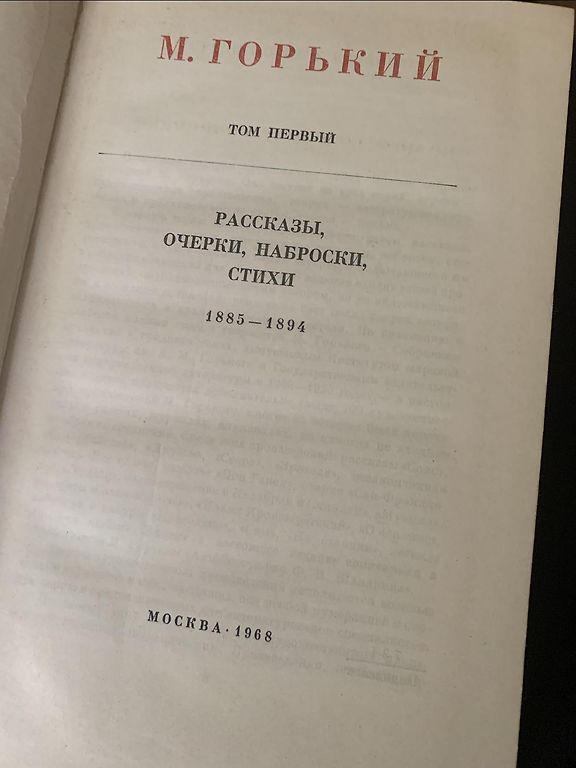 М. ГОРЬКИЙ
ТОМ ПЕРВЫЙ
РАССКАЗЫ,
ОЧЕРКИ, НАБРОСКИ,
СТИХИ
1885—1894
МОСКВА · 1968